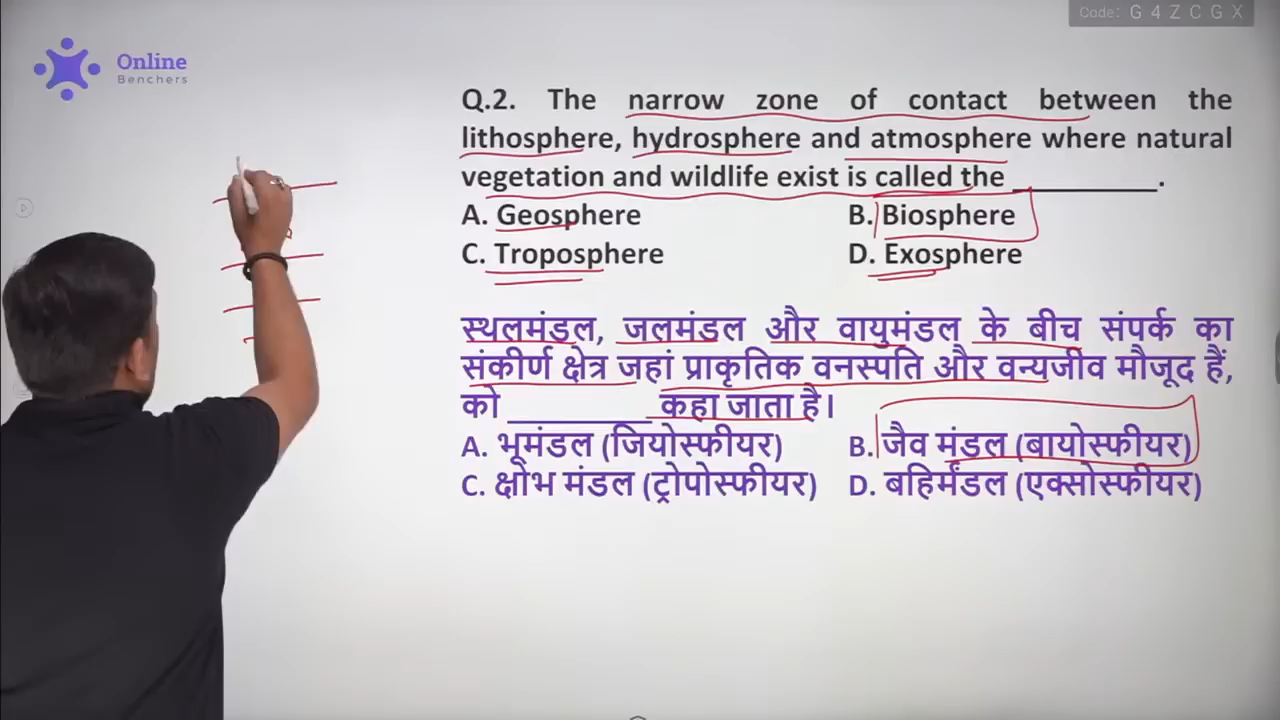 Code: G 4 Z C G X
Online
Benchers
Q.2. The narrow zone of contact between the
lithosphere, hydrosphere and atmosphere where natural
vegetation and wildlife exist is called the __________.
A. Geosphere B. Biosphere
C. Troposphere D. Exosphere
स्थलमंडल, जलमंडल और वायुमंडल के बीच संपर्क का
संकीर्ण क्षेत्र जहां प्राकृतिक वनस्पति और वन्यजीव मौजूद हैं,
को __________ कहा जाता है।
A. भूमंडल (जियोस्फीयर) B. जैव मंडल (बायोस्फीयर)
C. क्षोभ मंडल (ट्रोपोस्फीयर) D. बहिर्मंडल (एक्सोस्फीयर)